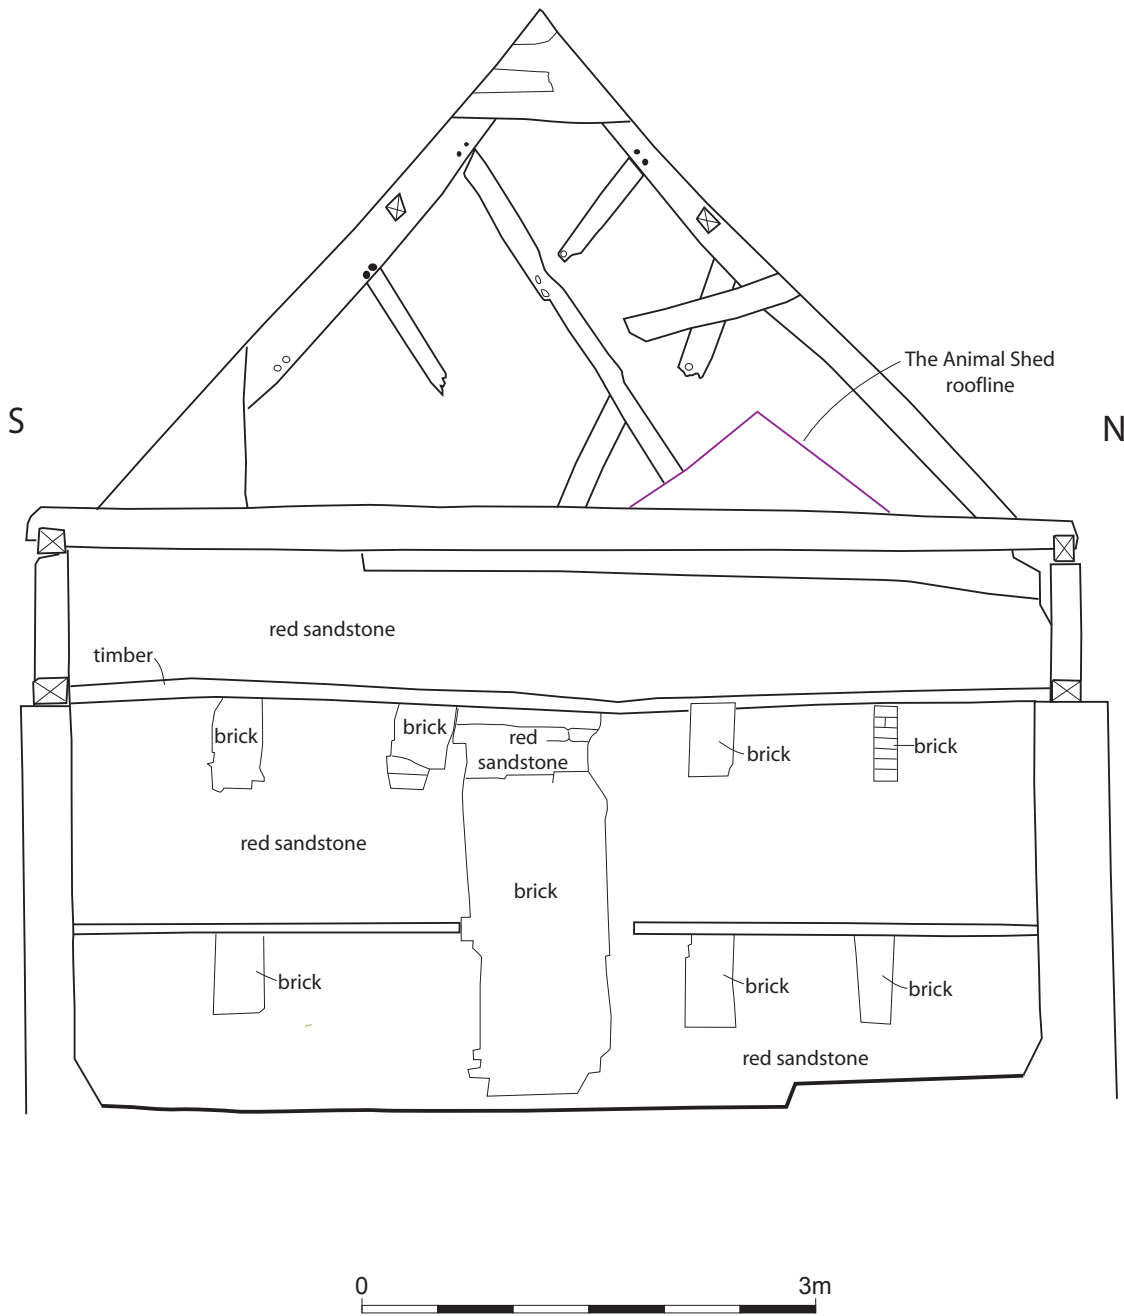 The Animal Shed
roofline
S
N
red sandstone
timber
brick
brick
red
sandstone
brick
brick
red sandstone
brick
brick
brick
brick
red sandstone
0
3m